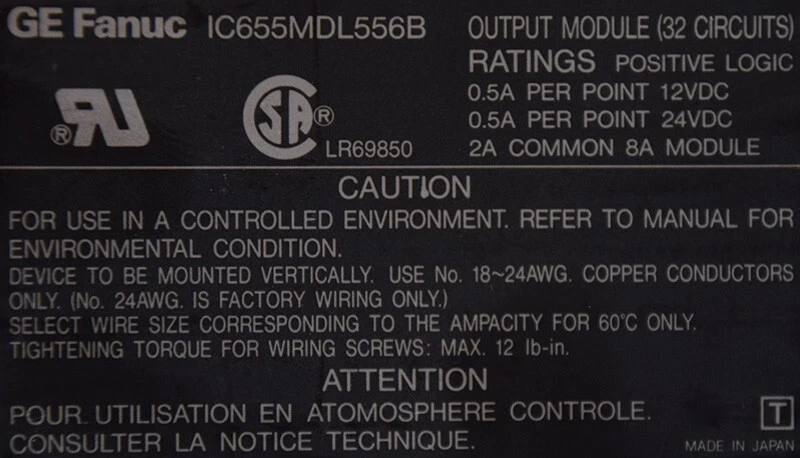 GE Fanuc IC655MDL556B OUTPUT MODULE (32 CIRCUITS)
RATINGS POSITIVE LOGIC
0.5A PER POINT 12VDC
0.5A PER POINT 24VDC
LR69850 2A COMMON 8A MODULE
CAUTION
FOR USE IN A CONTROLLED ENVIRONMENT. REFER TO MANUAL FOR
ENVIRONMENTAL CONDITION.
DEVICE TO BE MOUNTED VERTICALLY. USE No. 18~24AWG. COPPER CONDUCTORS
ONLY. (No. 24AWG. IS FACTORY WIRING ONLY.)
SELECT WIRE SIZE CORRESPONDING TO THE AMPACITY FOR 60°C ONLY.
TIGHTENING TORQUE FOR WIRING SCREWS: MAX. 12 lb-in.
ATTENTION
POUR UTILISATION EN ATOMOSPHERE CONTROLE.
CONSULTER LA NOTICE TECHNIQUE.
T
MADE IN JAPAN